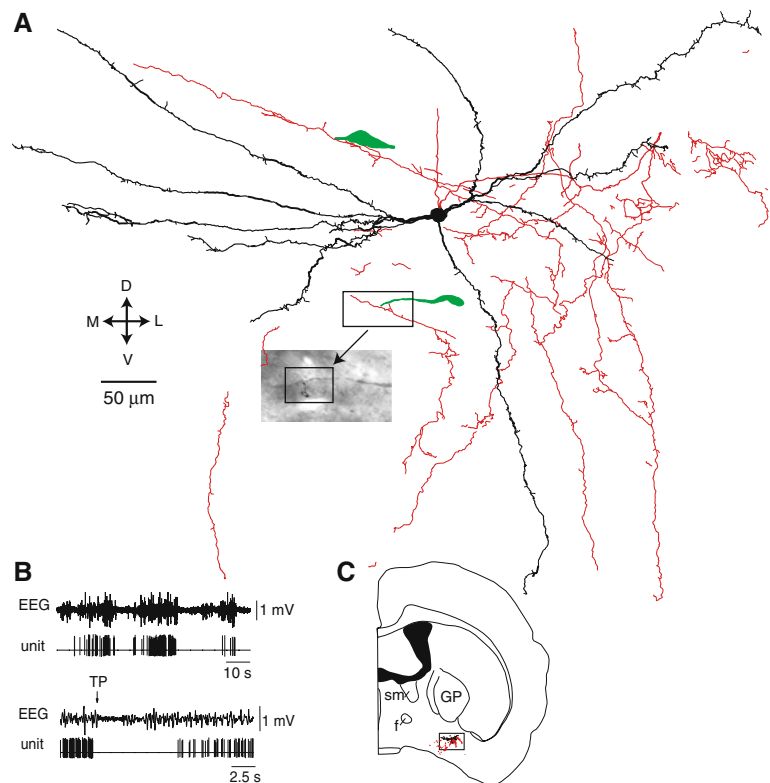 A
D
M L
V
50 μm
B
EEG
1 mV
unit
10 s
TP
EEG
1 mV
unit
2.5 s
C
sm
GP
f